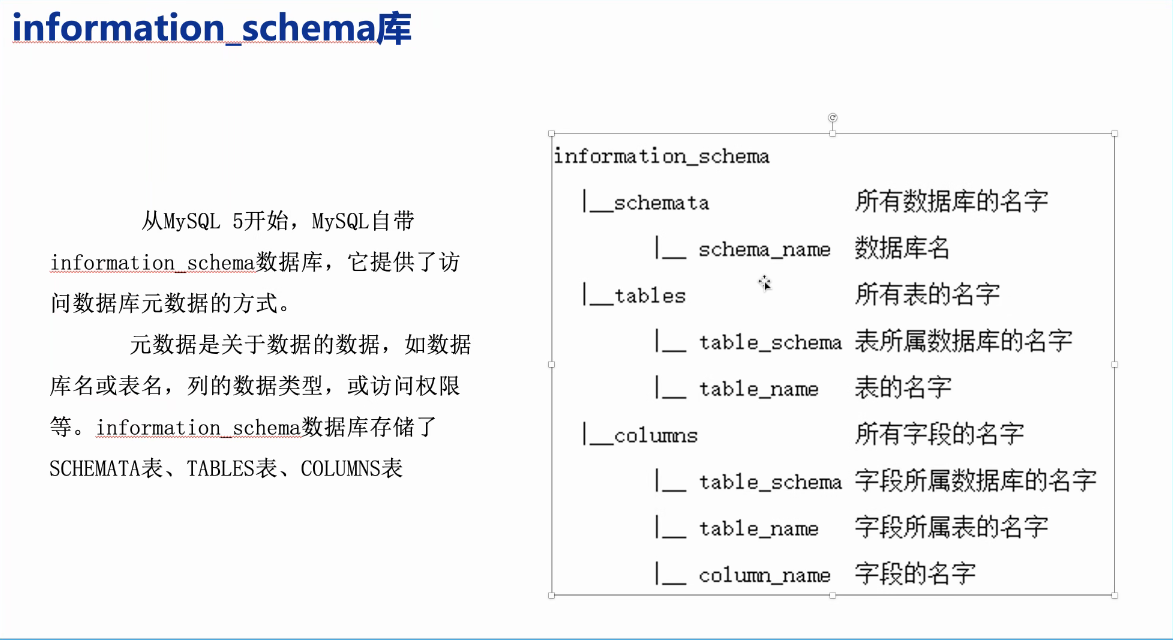 information_schema库
从MySQL 5开始，MySQL自带
information_schema数据库，它提供了访
问数据库元数据的方式。
元数据是关于数据的数据，如数据
库名或表名，列的数据类型，或访问权限
等。information_schema数据库存储了
SCHEMATA表、TABLES表、COLUMNS表
information_schema
|__schemata 所有数据库的名字
|__ schema_name 数据库名
|__tables 所有表的名字
|__ table_schema 表所属数据库的名字
|__ table_name 表的名字
|__columns 所有字段的名字
|__ table_schema 字段所属数据库的名字
|__ table_name 字段所属表的名字
|__ column_name 字段的名字